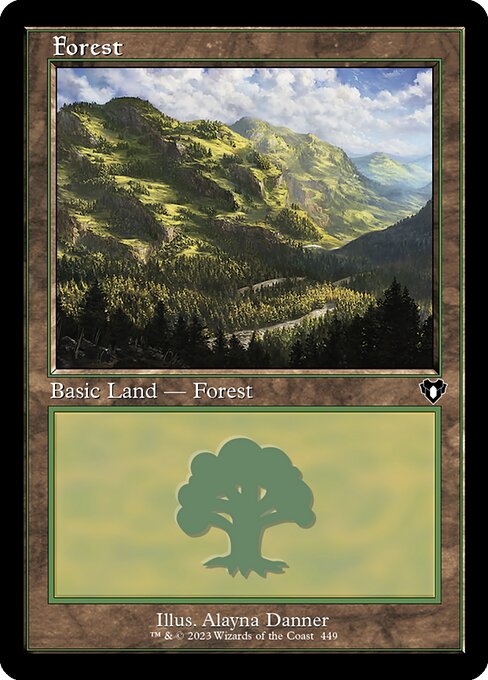 Forest
Basic Land — Forest
Illus. Alayna Danner
™ & © 2023 Wizards of the Coast 449